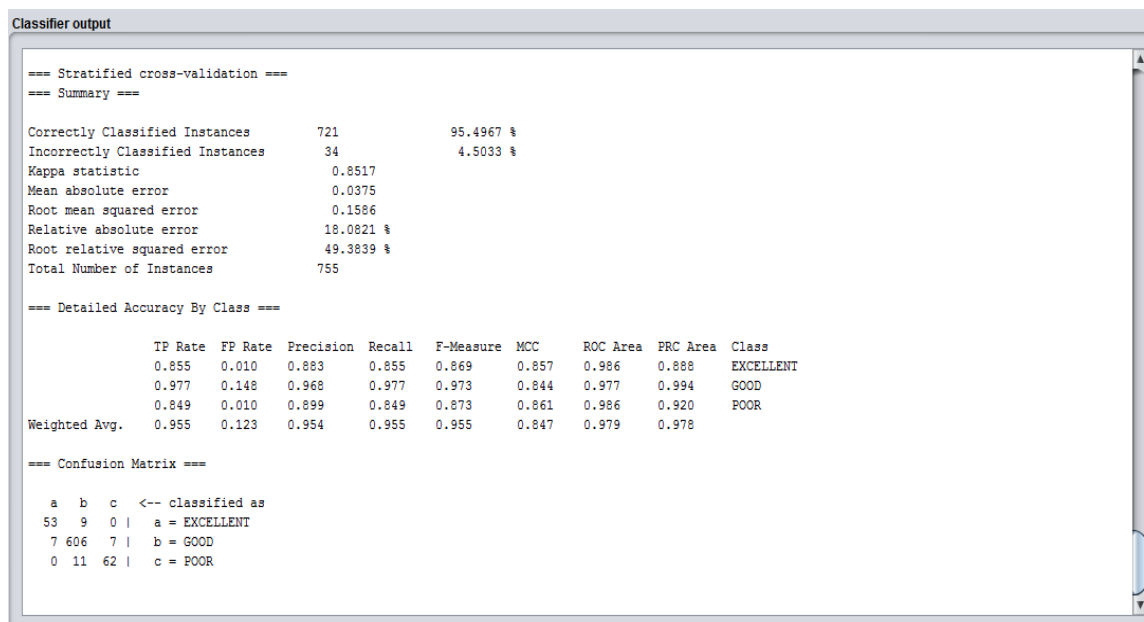 Classifier output
=== Stratified cross-validation ===
=== Summary ===
Correctly Classified Instances 721 95.4967 %
Incorrectly Classified Instances 34 4.5033 %
Kappa statistic 0.8517
Mean absolute error 0.0375
Root mean squared error 0.1586
Relative absolute error 18.0821 %
Root relative squared error 49.3839 %
Total Number of Instances 755
=== Detailed Accuracy By Class ===
TP Rate FP Rate Precision Recall F-Measure MCC ROC Area PRC Area Class
0.855 0.010 0.883 0.855 0.869 0.857 0.986 0.888 EXCELLENT
0.977 0.148 0.968 0.977 0.973 0.844 0.977 0.994 GOOD
0.849 0.010 0.899 0.849 0.873 0.861 0.986 0.920 POOR
Weighted Avg. 0.955 0.123 0.954 0.955 0.955 0.847 0.979 0.978
=== Confusion Matrix ===
a b c <-- classified as
53 9 0 | a = EXCELLENT
7 606 7 | b = GOOD
0 11 62 | c = POOR